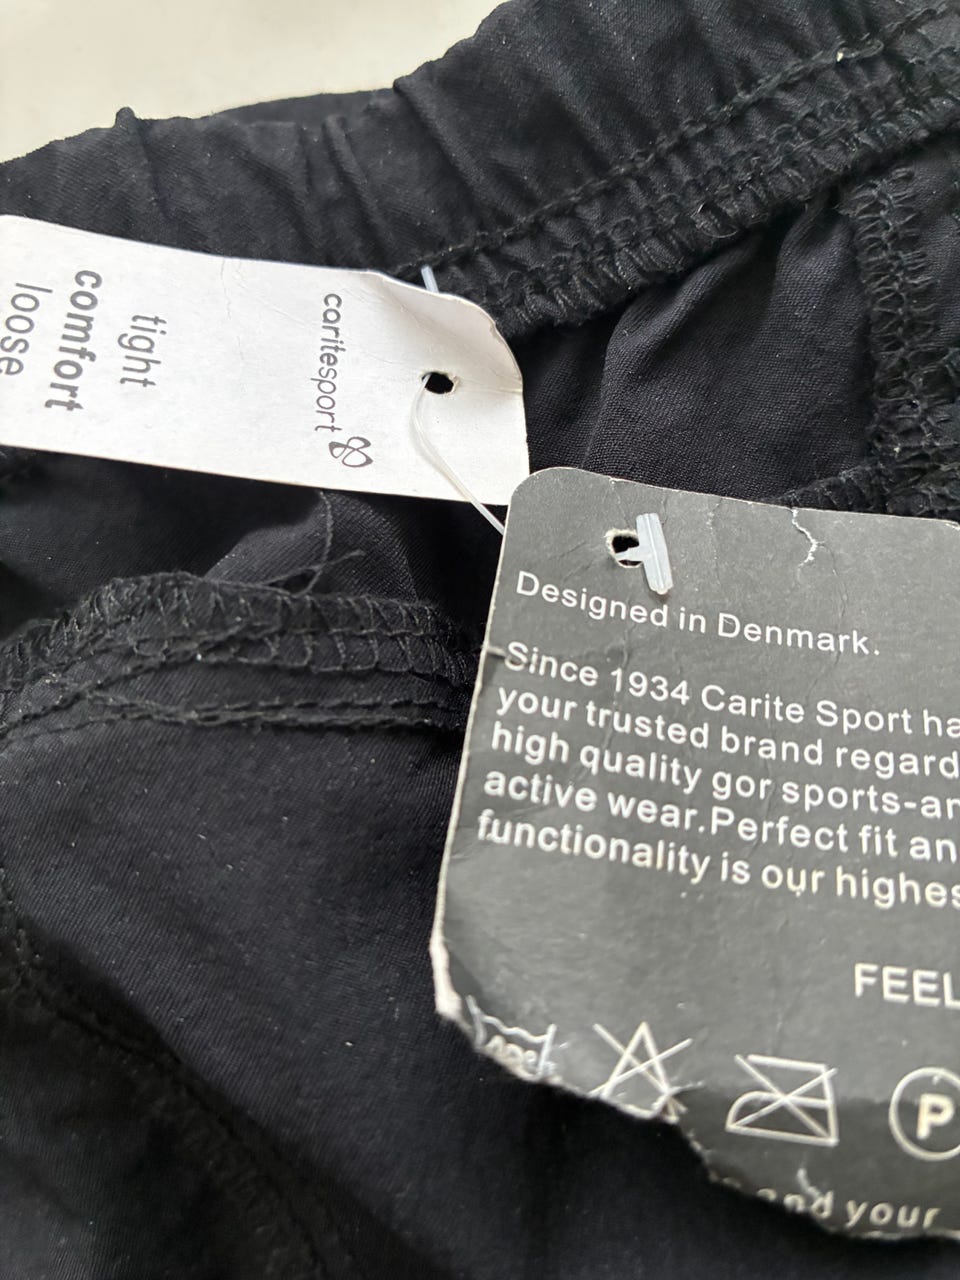 caritesport
tight
comfort
loose
Designed in Denmark.
Since 1934 Carite Sport ha
your trusted brand regard
high quality gor sports-an
active wear.Perfect fit an
functionality is our highes
FEEL
P
and your